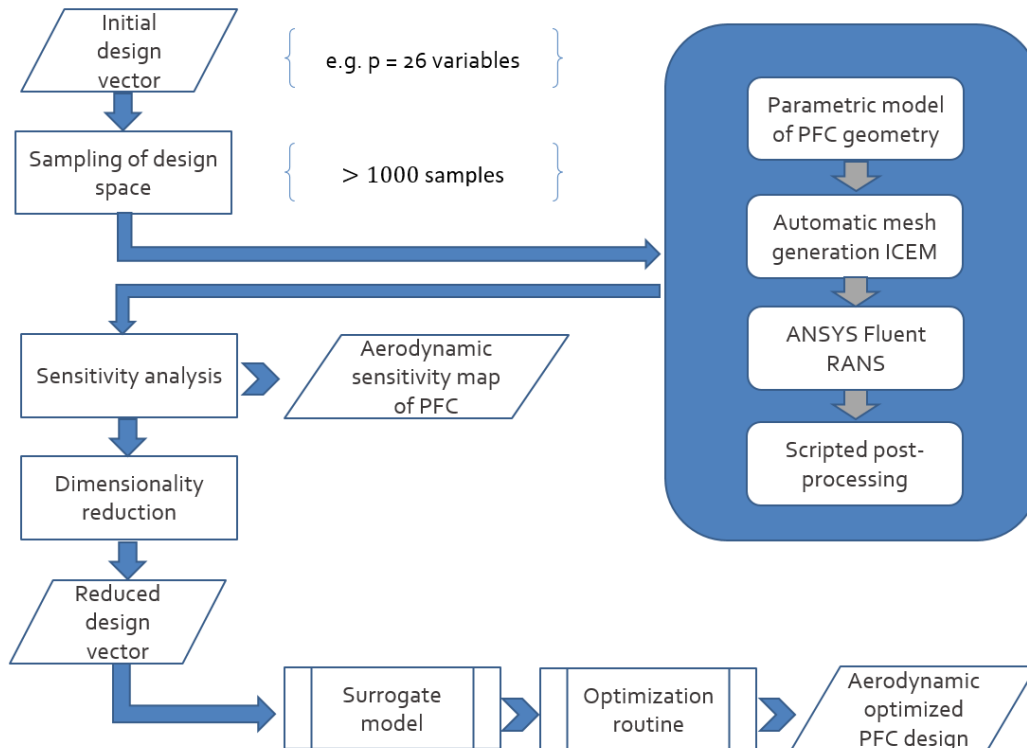 Initial
design
vector
e.g. p = 26 variables
Sampling of design
space
> 1000 samples
Parametric model
of PFC geometry
Automatic mesh
generation ICEM
ANSYS Fluent
RANS
Scripted post-
processing
Sensitivity analysis
Aerodynamic
sensitivity map
of PFC
Dimensionality
reduction
Reduced
design
vector
Surrogate
model
Optimization
routine
Aerodynamic
optimized
PFC design